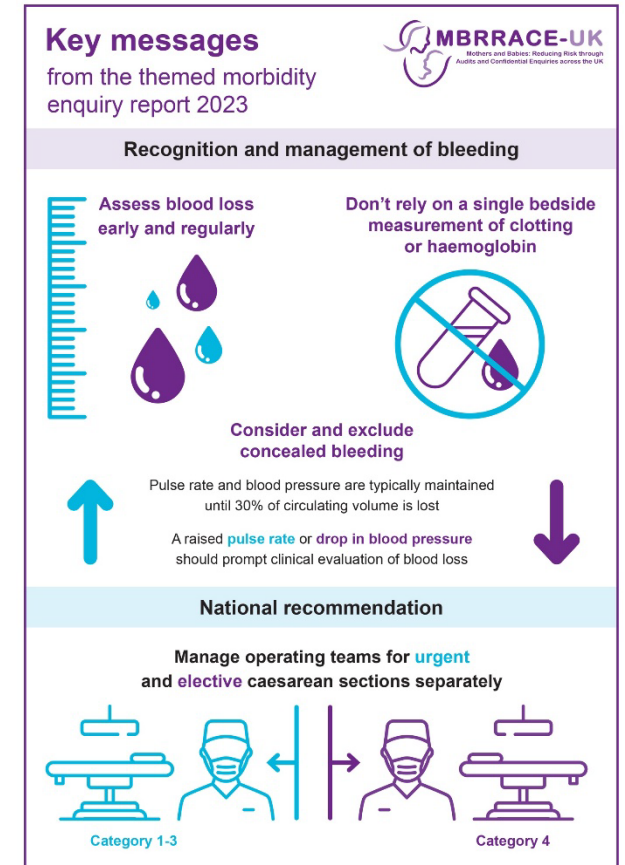 Key messages
from the themed morbidity
enquiry report 2023
MBRRACE-UK
Mothers and Babies: Reducing Risk through
Audits and Confidential Enquiries across the UK
Recognition and management of bleeding
Assess blood loss
early and regularly
Don't rely on a single bedside
measurement of clotting
or haemoglobin
Consider and exclude
concealed bleeding
Pulse rate and blood pressure are typically maintained
until 30% of circulating volume is lost
A raised pulse rate or drop in blood pressure
should prompt clinical evaluation of blood loss
National recommendation
Manage operating teams for urgent
and elective caesarean sections separately
Category 1-3
Category 4